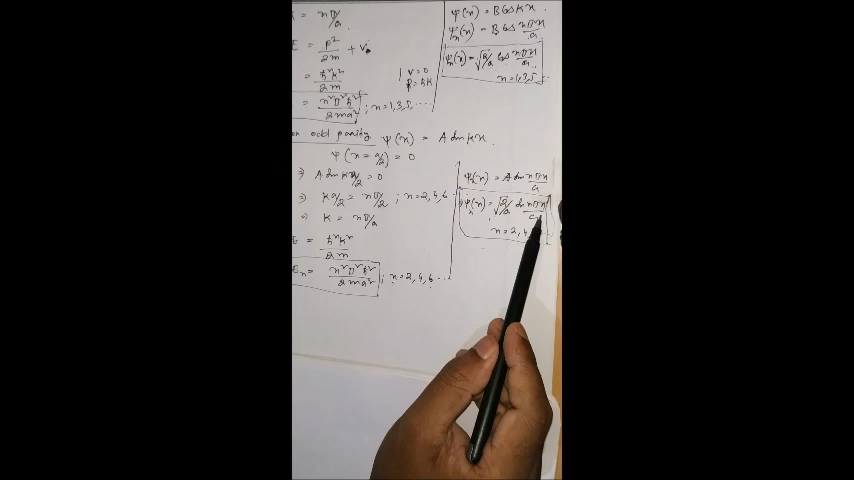 K = nπ/a
E = p²/2m + V₀
= ħ²k²/2m | V=0
p=ħk
= n²π²ħ²/2ma² ; n=1,3,5,....
ψ(x) = B Cos kx.
ψn(x) = B Cos nπx/a
ψn(x) = √2/a Cos nπx/a
n=1,3,5
odd parity, ψ(x) = A sin kx.
ψ(x = a/2) = 0
⇒ A sin ka/2 = 0
⇒ ka/2 = nπ/2 ; n=2,4,6
⇒ K = nπ/a
E = ħ²k²/2m
En = n²π²ħ²/2ma² ; n=2,4,6....
ψn(x) = A sin nπx/a
ψn(x) = √2/a sin nπx/a
n=2,4